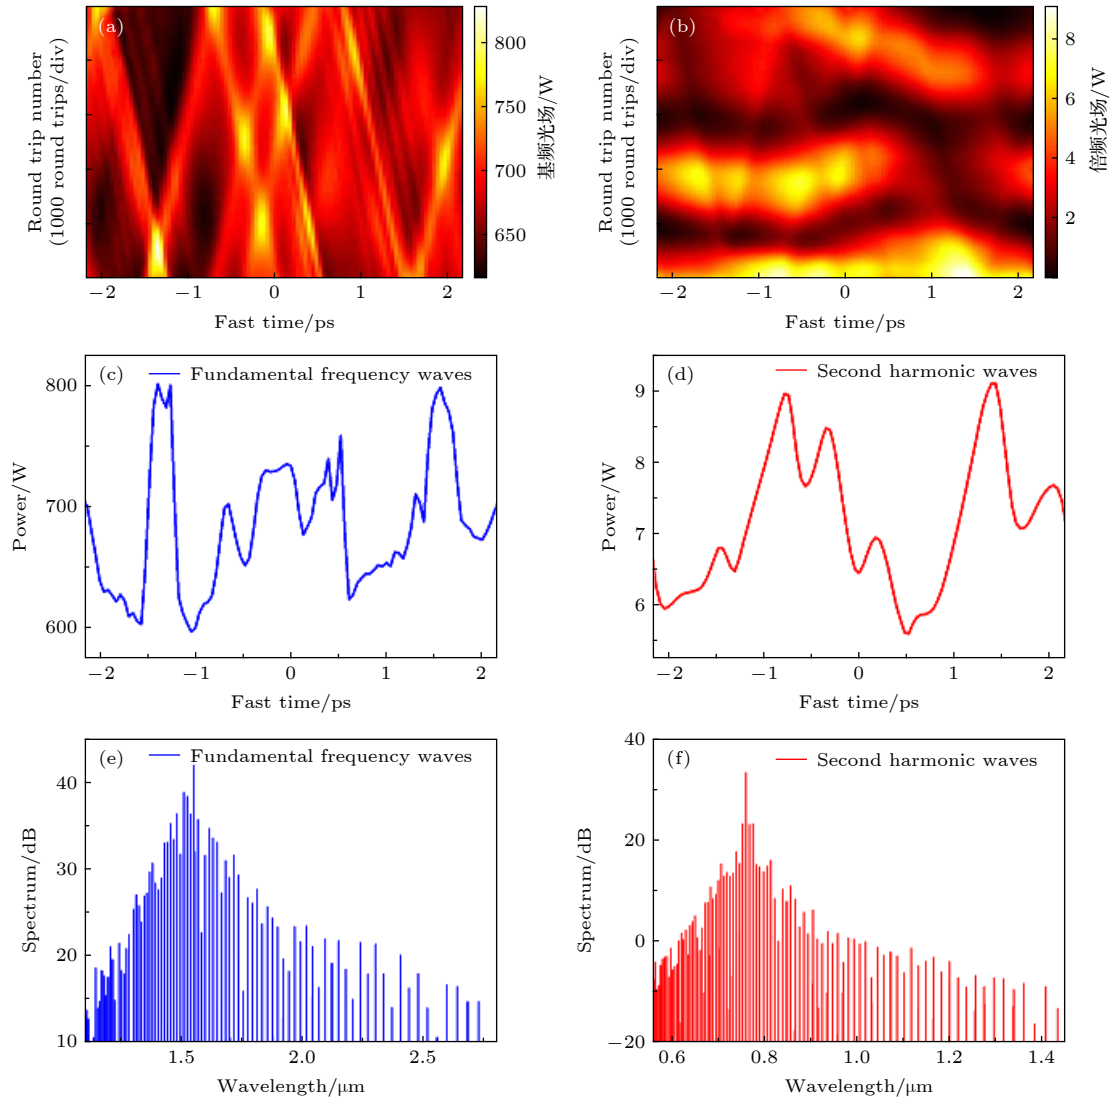 (a)
Round trip number
(1000 round trips/div)
−2
−1
0
1
2
Fast time/ps
800
750
700
650
基频光场/W
(b)
Round trip number
(1000 round trips/div)
−2
−1
0
1
2
Fast time/ps
8
6
4
2
倍频光场/W
(c)
Fundamental frequency waves
800
700
600
Power/W
−2
−1
0
1
2
Fast time/ps
(d)
Second harmonic waves
9
8
7
6
Power/W
−2
−1
0
1
2
Fast time/ps
(e)
Fundamental frequency waves
40
30
20
10
Spectrum/dB
1.5
2.0
2.5
Wavelength/μm
(f)
Second harmonic waves
40
20
0
−20
Spectrum/dB
0.6
0.8
1.0
1.2
1.4
Wavelength/μm